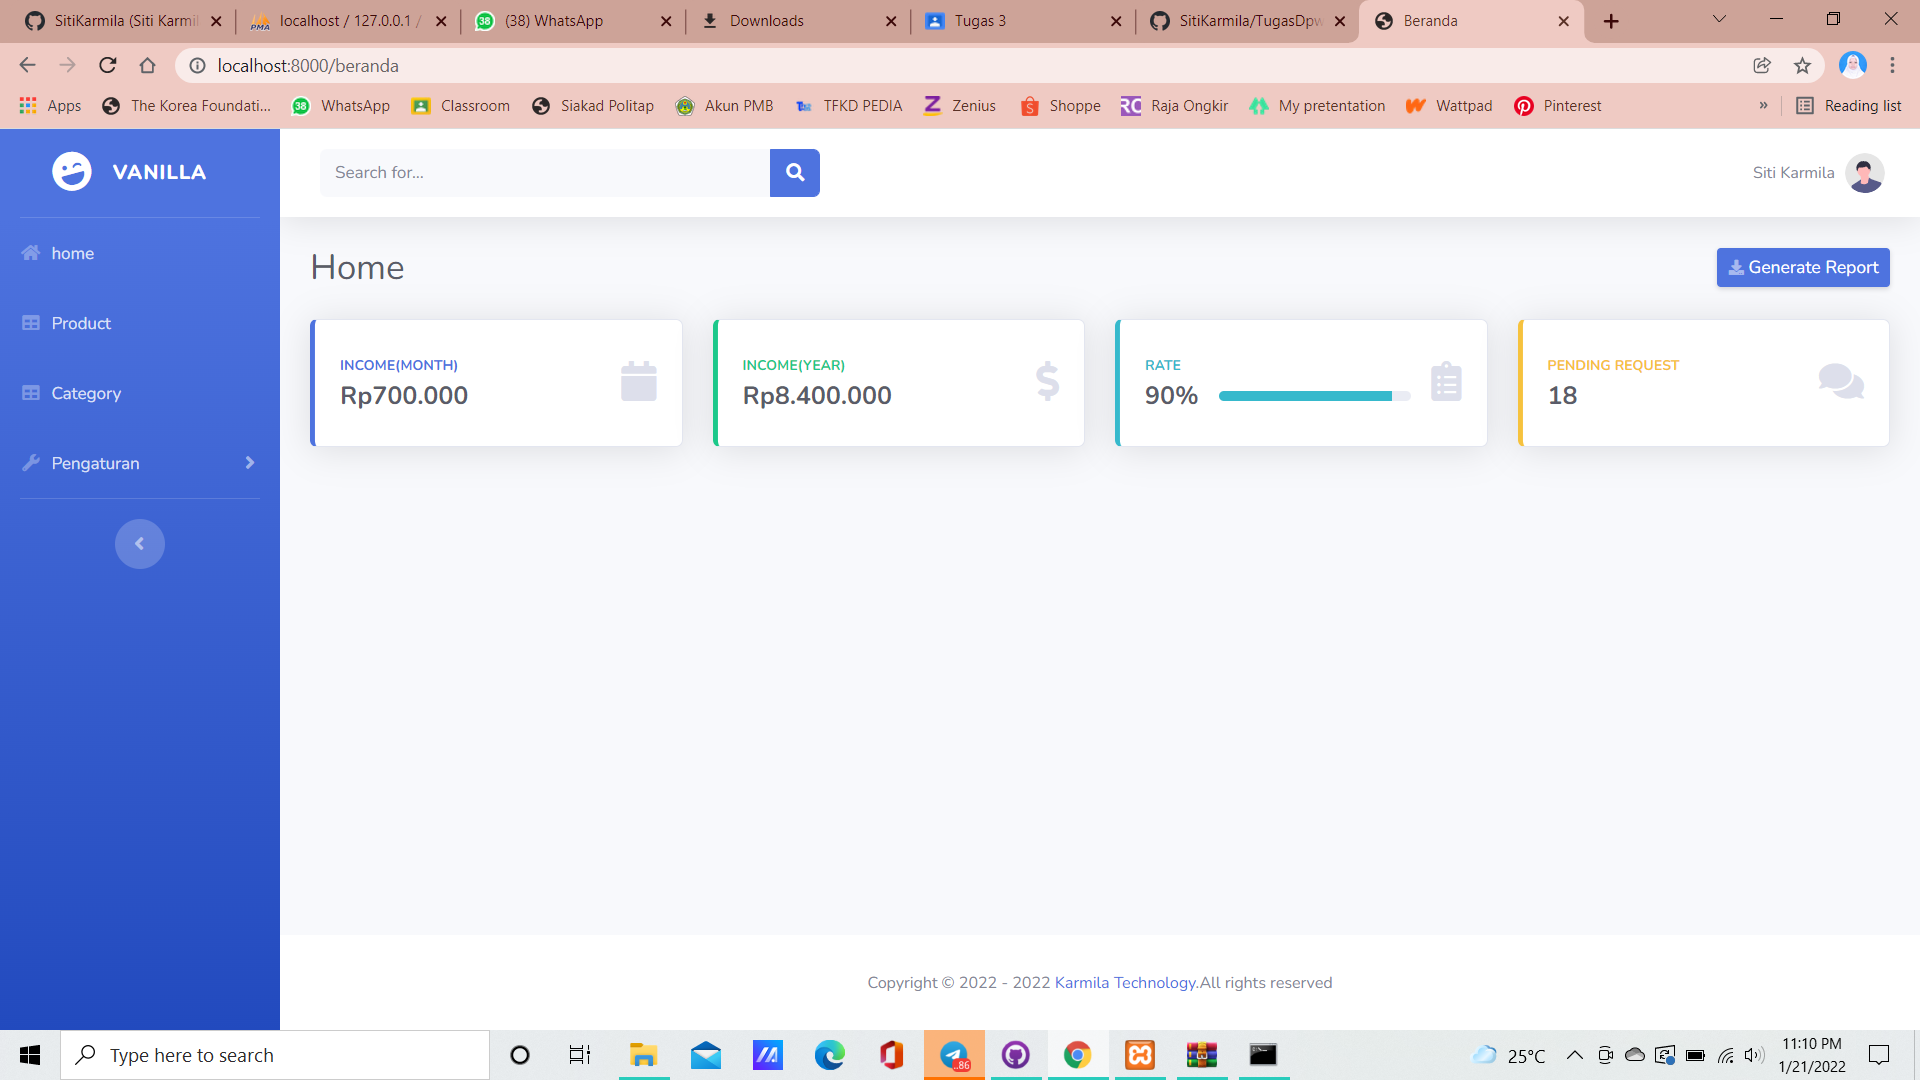 SitiKarmila (Siti Karmil
localhost / 127.0.0.1 /
(38) WhatsApp
Downloads
Tugas 3
SitiKarmila/TugasDpw
Beranda
localhost:8000/beranda
Apps
The Korea Foundati...
WhatsApp
Classroom
Siakad Politap
Akun PMB
TFKD PEDIA
Zenius
Shoppe
Raja Ongkir
My pretentation
Wattpad
Pinterest
»
Reading list
VANILLA
Search for...
Siti Karmila
home
Product
Category
Pengaturan
Home
Generate Report
INCOME(MONTH)
Rp700.000
INCOME(YEAR)
Rp8.400.000
RATE
90%
PENDING REQUEST
18
Copyright © 2022 - 2022 Karmila Technology.All rights reserved
Type here to search
..86
25°C
11:10 PM
1/21/2022